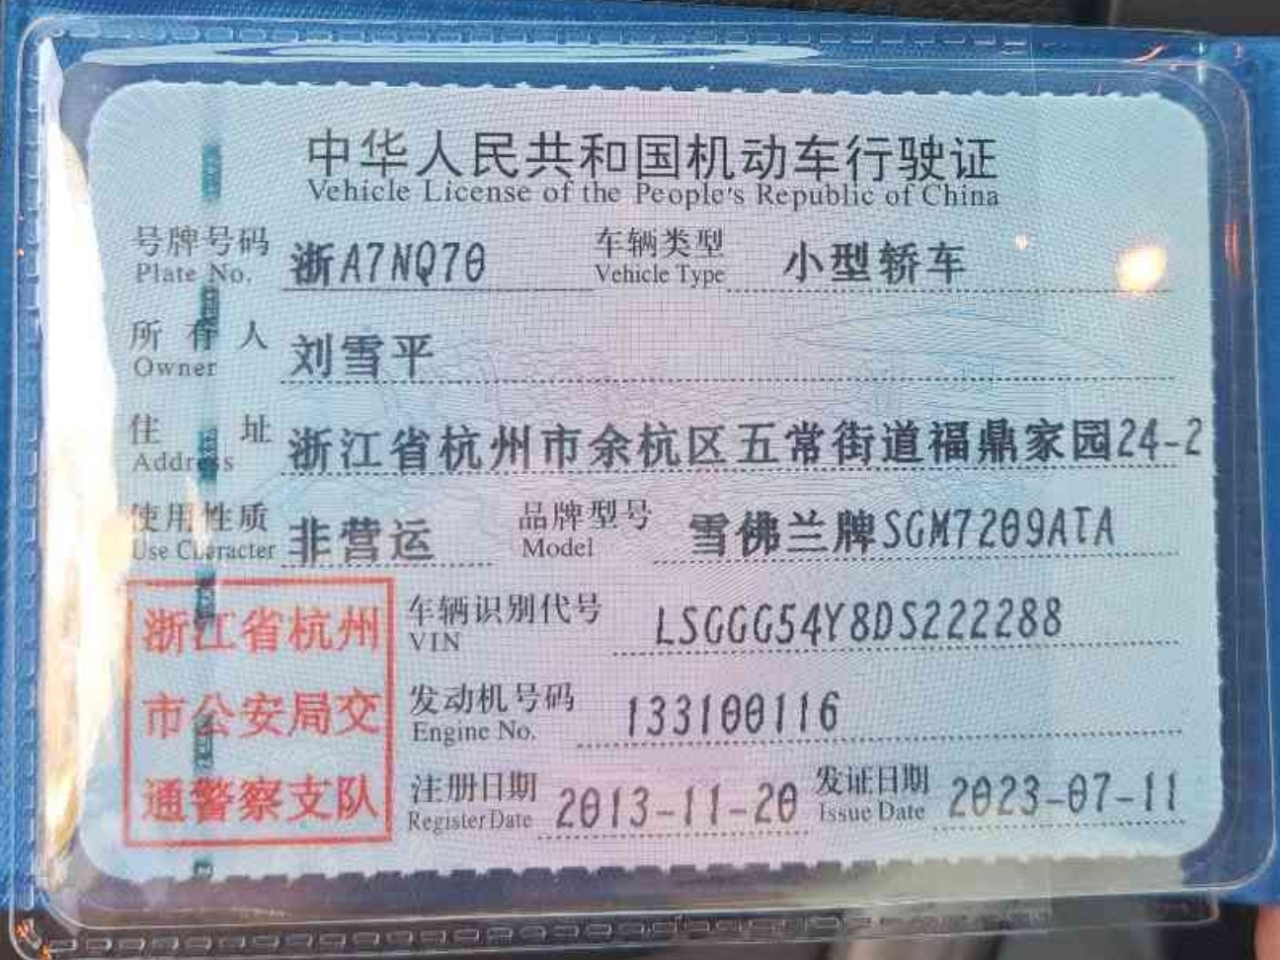 中华人民共和国机动车行驶证
Vehicle License of the People's Republic of China
号牌号码 浙A7NQ70 车辆类型 小型轿车
Plate No. Vehicle Type
所有人 刘雪平
Owner
住址 浙江省杭州市余杭区五常街道福鼎家园24-2
Address
使用性质 非营运 品牌型号 雪佛兰牌SGM7209ATA
Use Character Model
浙江省杭州
市公安局交
通警察支队
车辆识别代号 LSGGG54Y8DS222288
VIN
发动机号码 133100116
Engine No.
注册日期 2013-11-20 发证日期 2023-07-11
Register Date Issue Date